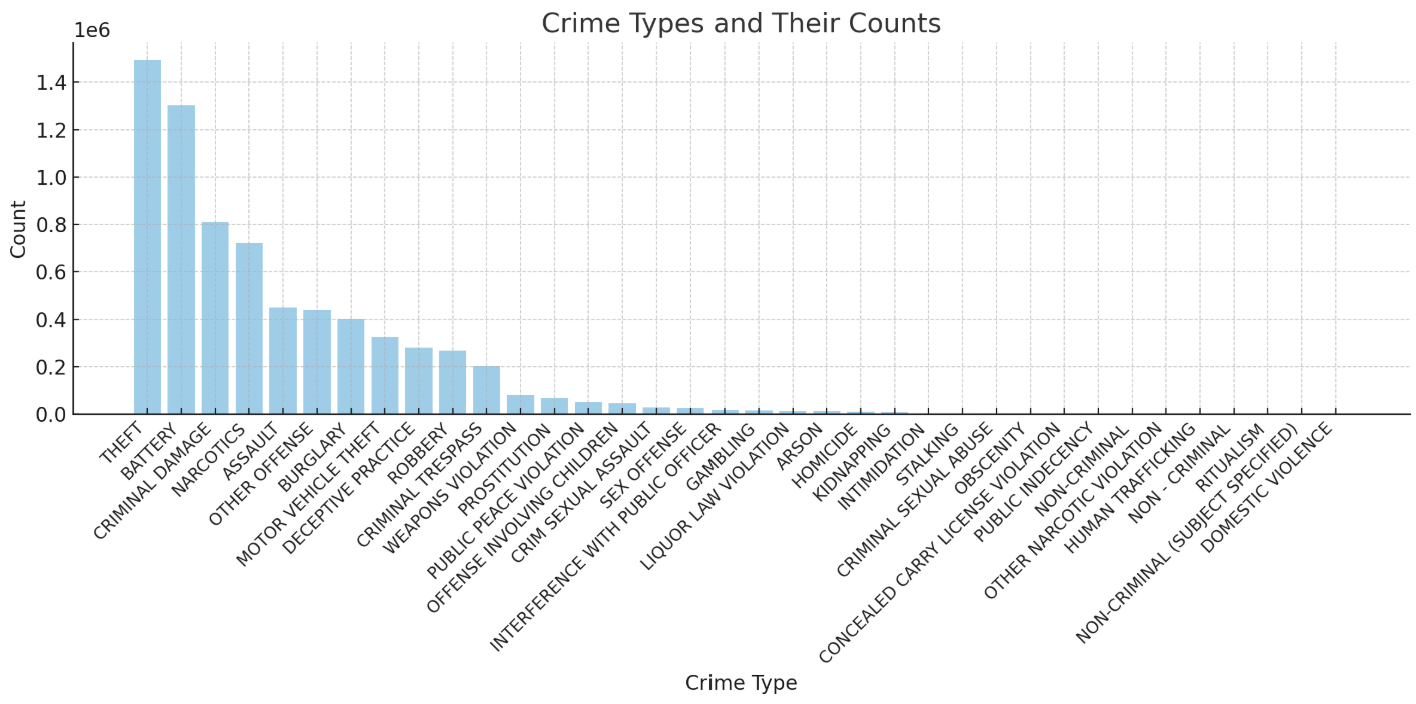 Crime Types and Their Counts
1e6
1.4
1.2
1.0
0.8
0.6
0.4
0.2
0.0
Count
THEFT
BATTERY
CRIMINAL DAMAGE
NARCOTICS
ASSAULT
OTHER OFFENSE
BURGLARY
MOTOR VEHICLE THEFT
DECEPTIVE PRACTICE
ROBBERY
CRIMINAL TRESPASS
WEAPONS VIOLATION
PROSTITUTION
PUBLIC PEACE VIOLATION
OFFENSE INVOLVING CHILDREN
CRIM SEXUAL ASSAULT
SEX OFFENSE
INTERFERENCE WITH PUBLIC OFFICER
GAMBLING
LIQUOR LAW VIOLATION
ARSON
HOMICIDE
KIDNAPPING
INTIMIDATION
STALKING
CRIMINAL SEXUAL ABUSE
OBSCENITY
CONCEALED CARRY LICENSE VIOLATION
PUBLIC INDECENCY
NON-CRIMINAL
OTHER NARCOTIC VIOLATION
HUMAN TRAFFICKING
NON - CRIMINAL
RITUALISM
NON-CRIMINAL (SUBJECT SPECIFIED)
DOMESTIC VIOLENCE
Crime Type